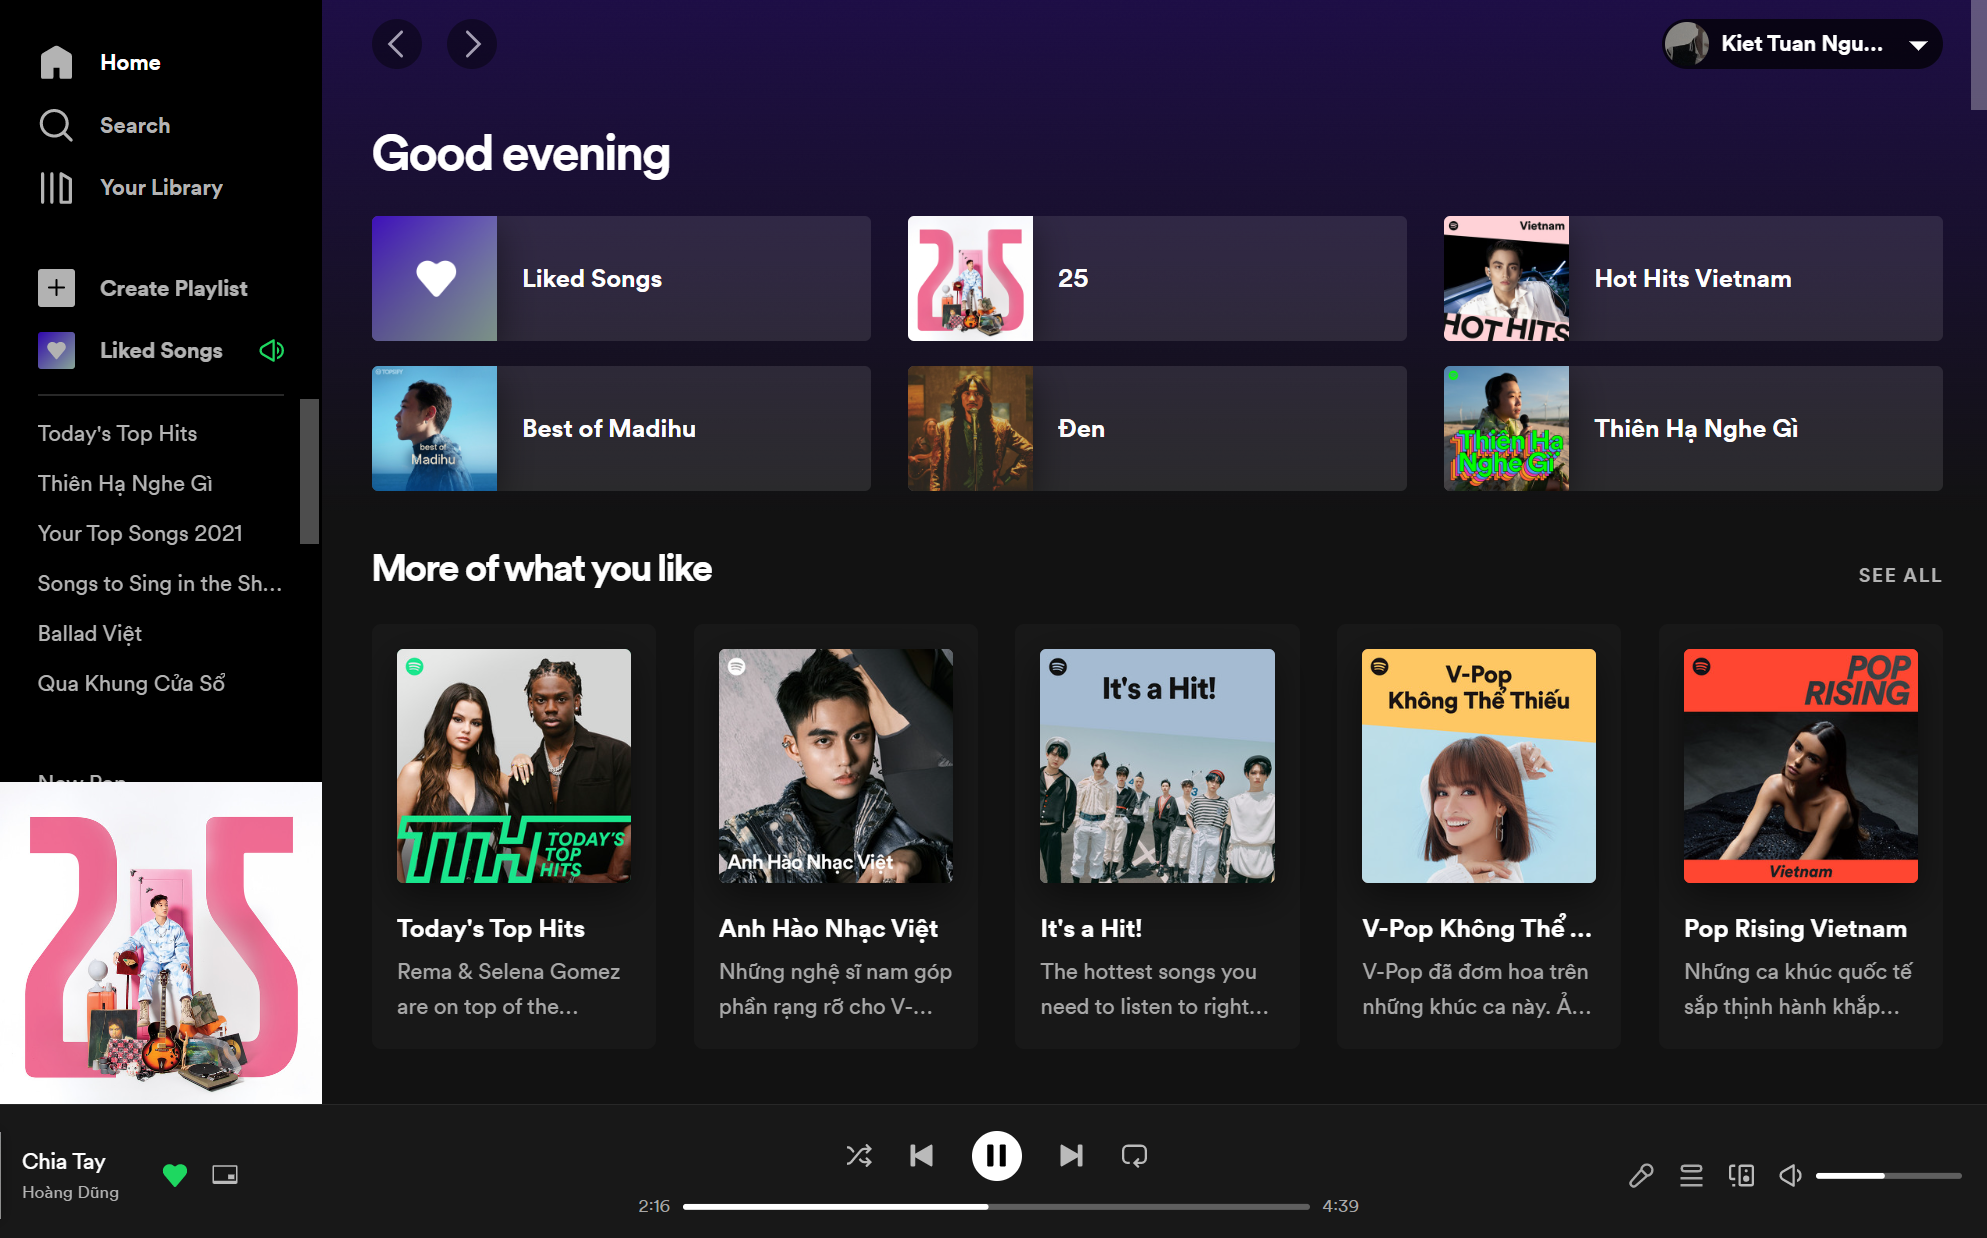 Home
Search
Your Library
Create Playlist
Liked Songs
Today's Top Hits
Thiên Hạ Nghe Gì
Your Top Songs 2021
Songs to Sing in the Sh...
Ballad Việt
Qua Khung Cửa Sổ
Kiet Tuan Ngu...
Good evening
Liked Songs
25
25
Vietnam
HOT HITS
Hot Hits Vietnam
best of
Madihu
Best of Madihu
Đen
Thiên Hạ
Nghe Gì
Thiên Hạ Nghe Gì
More of what you like
SEE ALL
TTH TODAY'S
TOP
HITS
Today's Top Hits
Rema & Selena Gomez
are on top of the...
Anh Hào Nhạc Việt
Anh Hào Nhạc Việt
Những nghệ sĩ nam góp
phần rạng rỡ cho V-...
It's a Hit!
It's a Hit!
The hottest songs you
need to listen to right...
V-Pop
Không Thể Thiếu
V-Pop Không Thể ...
V-Pop đã đơm hoa trên
những khúc ca này. Ả...
POP
RISING
Vietnam
Pop Rising Vietnam
Những ca khúc quốc tế
sắp thịnh hành khắp...
25
Chia Tay
Hoàng Dũng
2:16
4:39